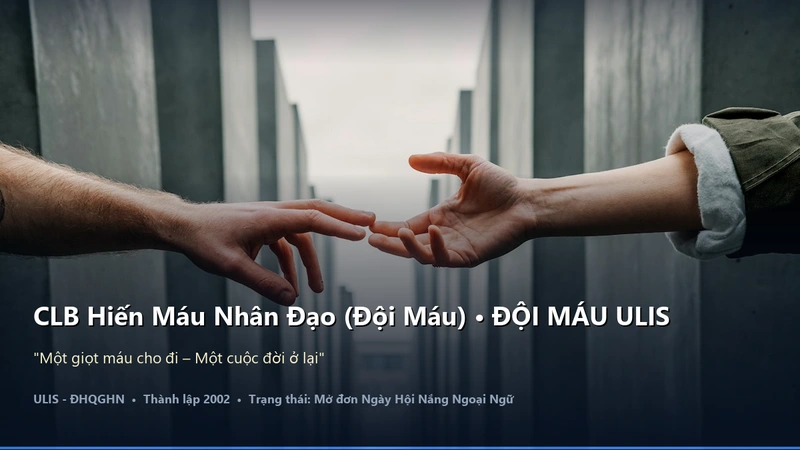 CLB Hiến Máu Nhân Đạo (Đội Máu) • ĐỘI MÁU ULIS
"Một giọt máu cho đi – Một cuộc đời ở lại"
ULIS - ĐHQGHN • Thành lập 2002 • Trạng thái: Mở đơn Ngày Hội Nắng Ngoại Ngữ